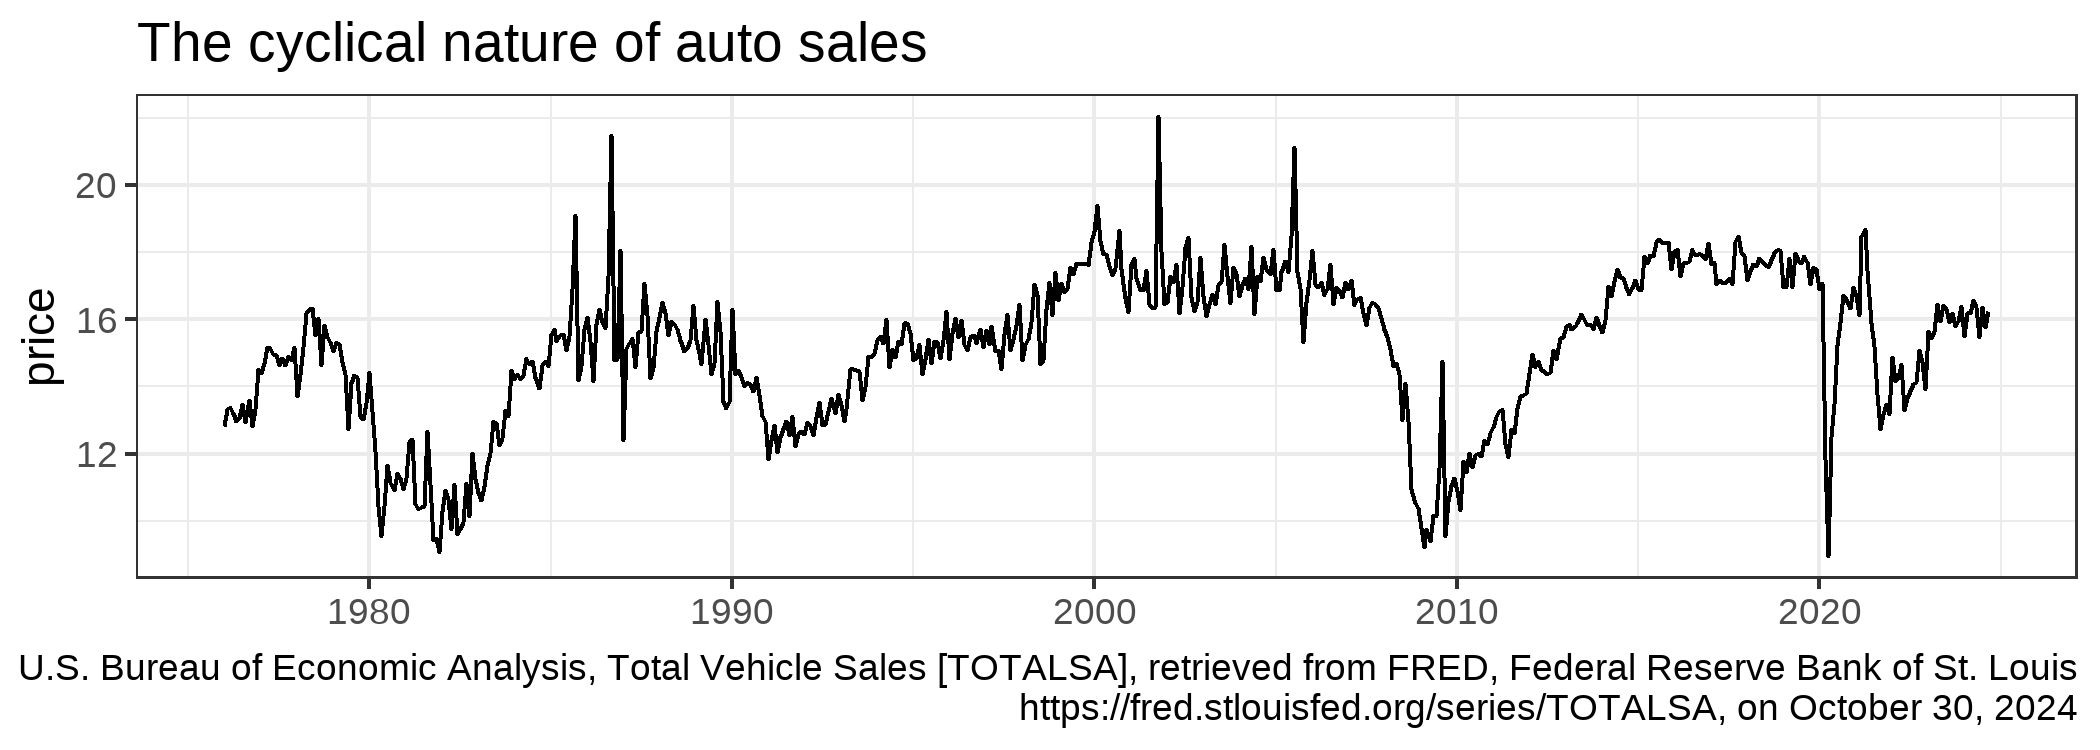 The cyclical nature of auto sales
price
20
16
12
1980 1990 2000 2010 2020
U.S. Bureau of Economic Analysis, Total Vehicle Sales [TOTALSA], retrieved from FRED, Federal Reserve Bank of St. Louis
https://fred.stlouisfed.org/series/TOTALSA, on October 30, 2024